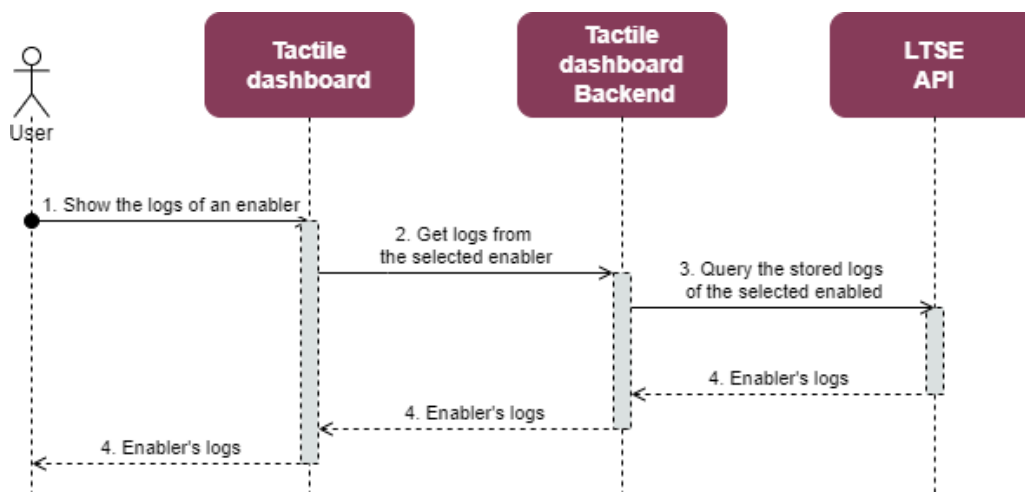 Tactile
dashboard
Tactile
dashboard
Backend
LTSE
API
User
1. Show the logs of an enabler
2. Get logs from
the selected enabler
3. Query the stored logs
of the selected enabled
4. Enabler's logs
4. Enabler's logs
4. Enabler's logs